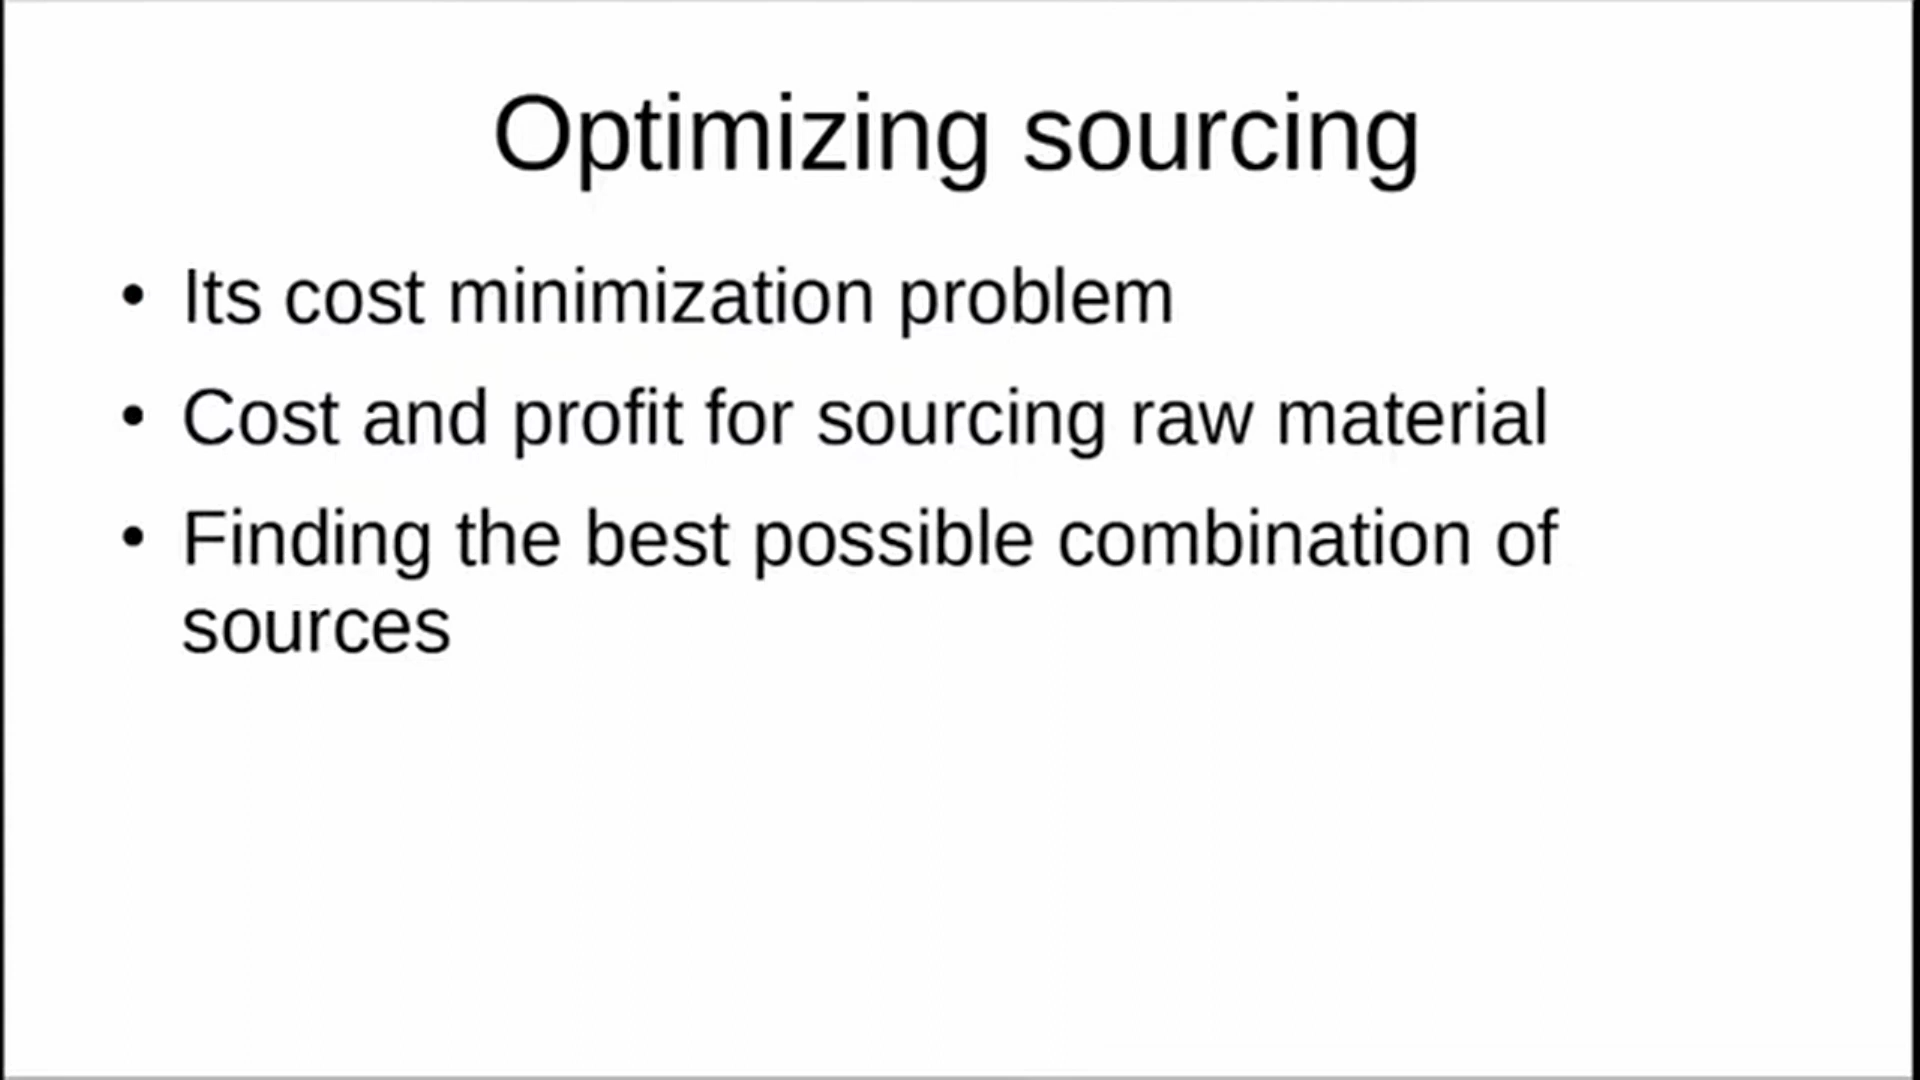 Optimizing sourcing
• Its cost minimization problem
• Cost and profit for sourcing raw material
• Finding the best possible combination of
sources